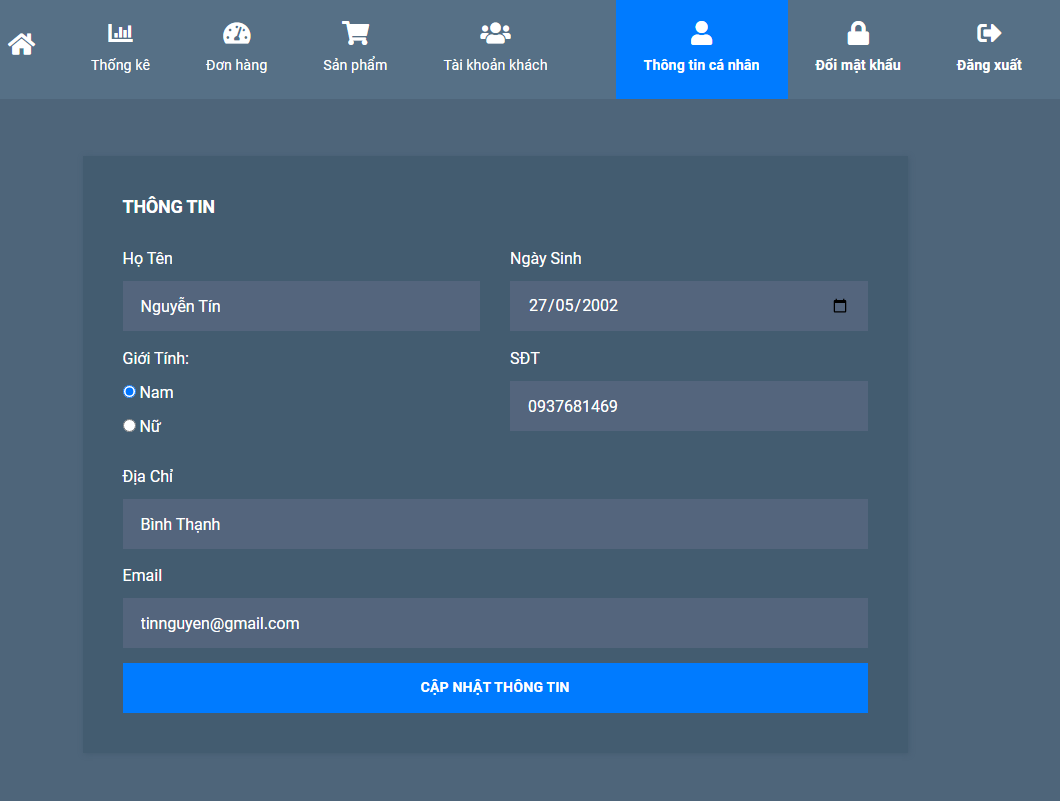 Thống kê
Đơn hàng
Sản phẩm
Tài khoản khách
Thông tin cá nhân
Đổi mật khẩu
Đăng xuất
THÔNG TIN
Họ Tên
Nguyễn Tín
Ngày Sinh
27/05/2002
Giới Tính:
Nam
Nữ
SĐT
0937681469
Địa Chỉ
Bình Thạnh
Email
tinnguyen@gmail.com
CẬP NHẬT THÔNG TIN